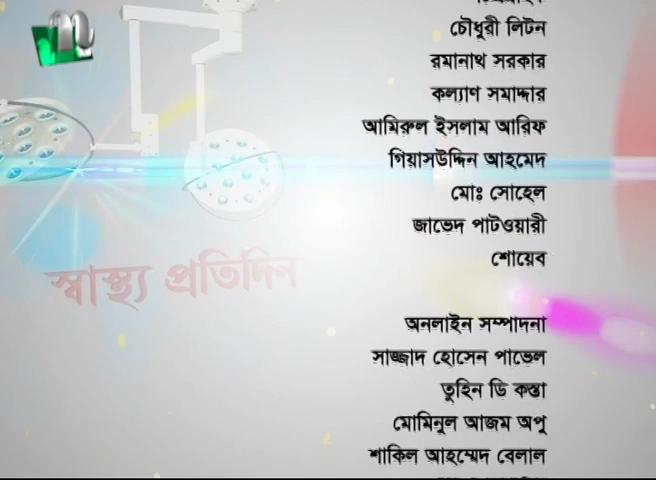 চৌধুরী লিটন
রমানাথ সরকার
কল্যাণ সমাদ্দার
আমিরুল ইসলাম আরিফ
গিয়াসউদ্দিন আহমেদ
মোঃ সোহেল
জাভেদ পাটওয়ারী
শোয়েব
স্বাস্থ্য প্রতিদিন
অনলাইন সম্পাদনা
সাজ্জাদ হোসেন পাভেল
তুহিন ডি কস্তা
মোমিনুল আজম অপু
শাকিল আহম্মেদ বেলাল